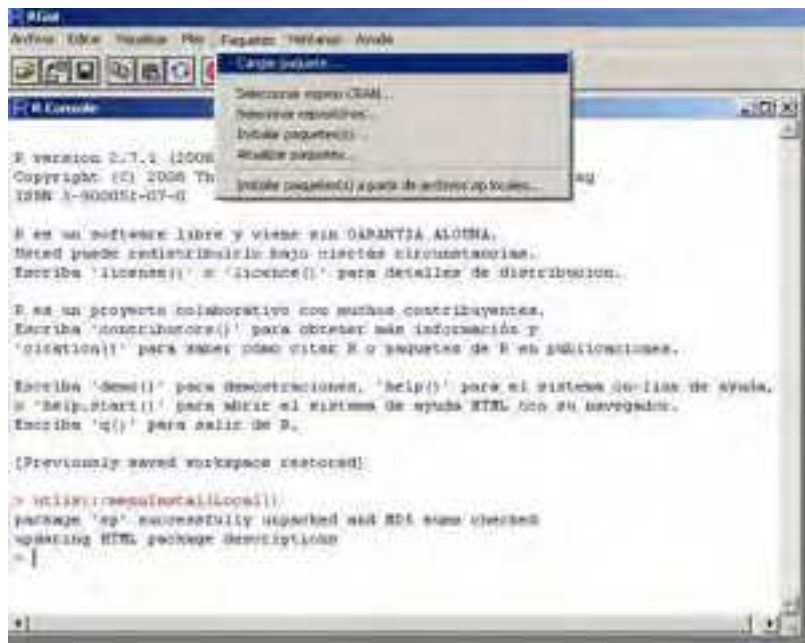 RGui
Archivo Editar Visualizar Misc Paquetes Ventanas Ayuda
Cargar paquete...
Seleccionar espejo CRAN...
Seleccionar repositorios...
Instalar paquete(s)...
Actualizar paquetes...
Instalar paquete(s) a partir de archivos zip locales...
R Console
R version 2.7.1 (2008
Copyright (C) 2008 Th
ISBN 3-900051-07-0
R es un software libre y viene sin GARANTIA ALGUNA.
Usted puede redistribuirlo bajo ciertas circunstancias.
Escriba 'license()' o 'licence()' para detalles de distribucion.
R es un proyecto colaborativo con muchos contribuyentes.
Escriba 'contributors()' para obtener más información y
'citation()' para saber cómo citar R o paquetes de R en publicaciones.
Escriba 'demo()' para demostraciones, 'help()' para el sistema on-line de ayuda,
o 'help.start()' para abrir el sistema de ayuda HTML con su navegador.
Escriba 'q()' para salir de R.
[Previously saved workspace restored]
> utils:::menuInstallLocal()
package 'sp' successfully unpacked and MD5 sums checked
updating HTML package descriptions
>